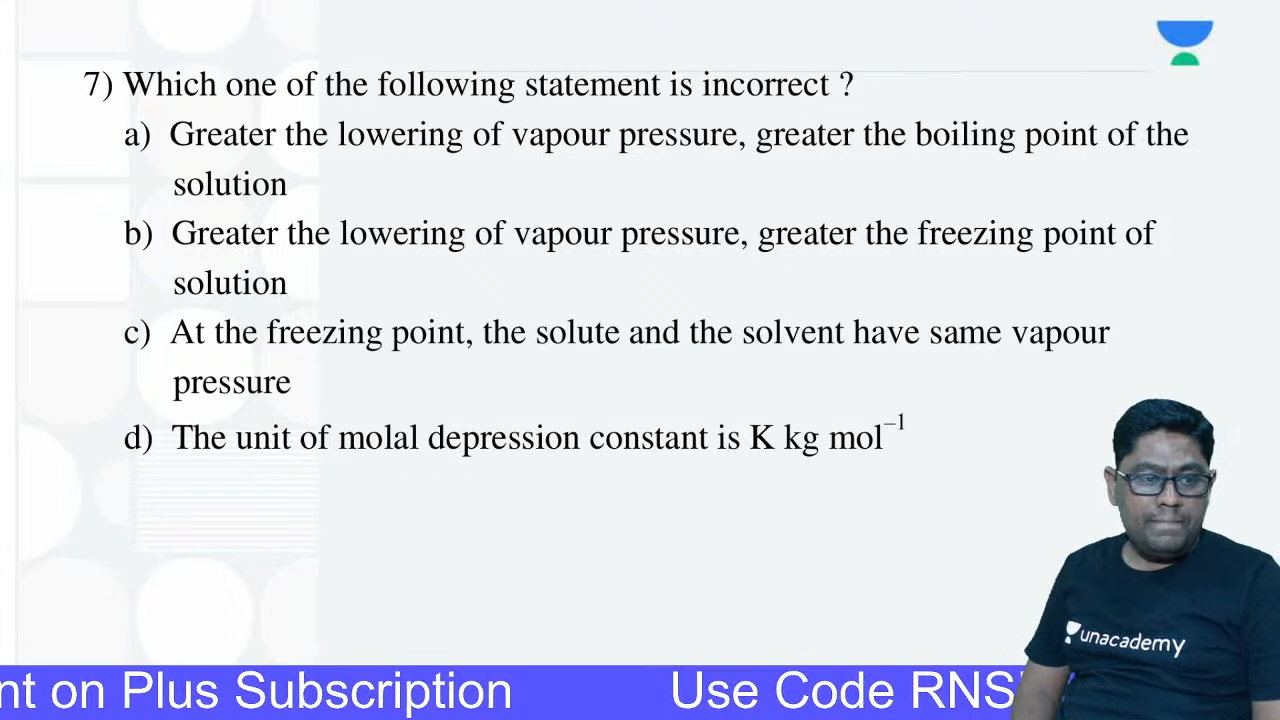 7) Which one of the following statement is incorrect ?
a) Greater the lowering of vapour pressure, greater the boiling point of the
solution
b) Greater the lowering of vapour pressure, greater the freezing point of
solution
c) At the freezing point, the solute and the solvent have same vapour
pressure
d) The unit of molal depression constant is K kg mol⁻¹
unacademy
nt on Plus Subscription Use Code RNS